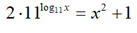 2·11^{log_{11} x} = x^2 + 1